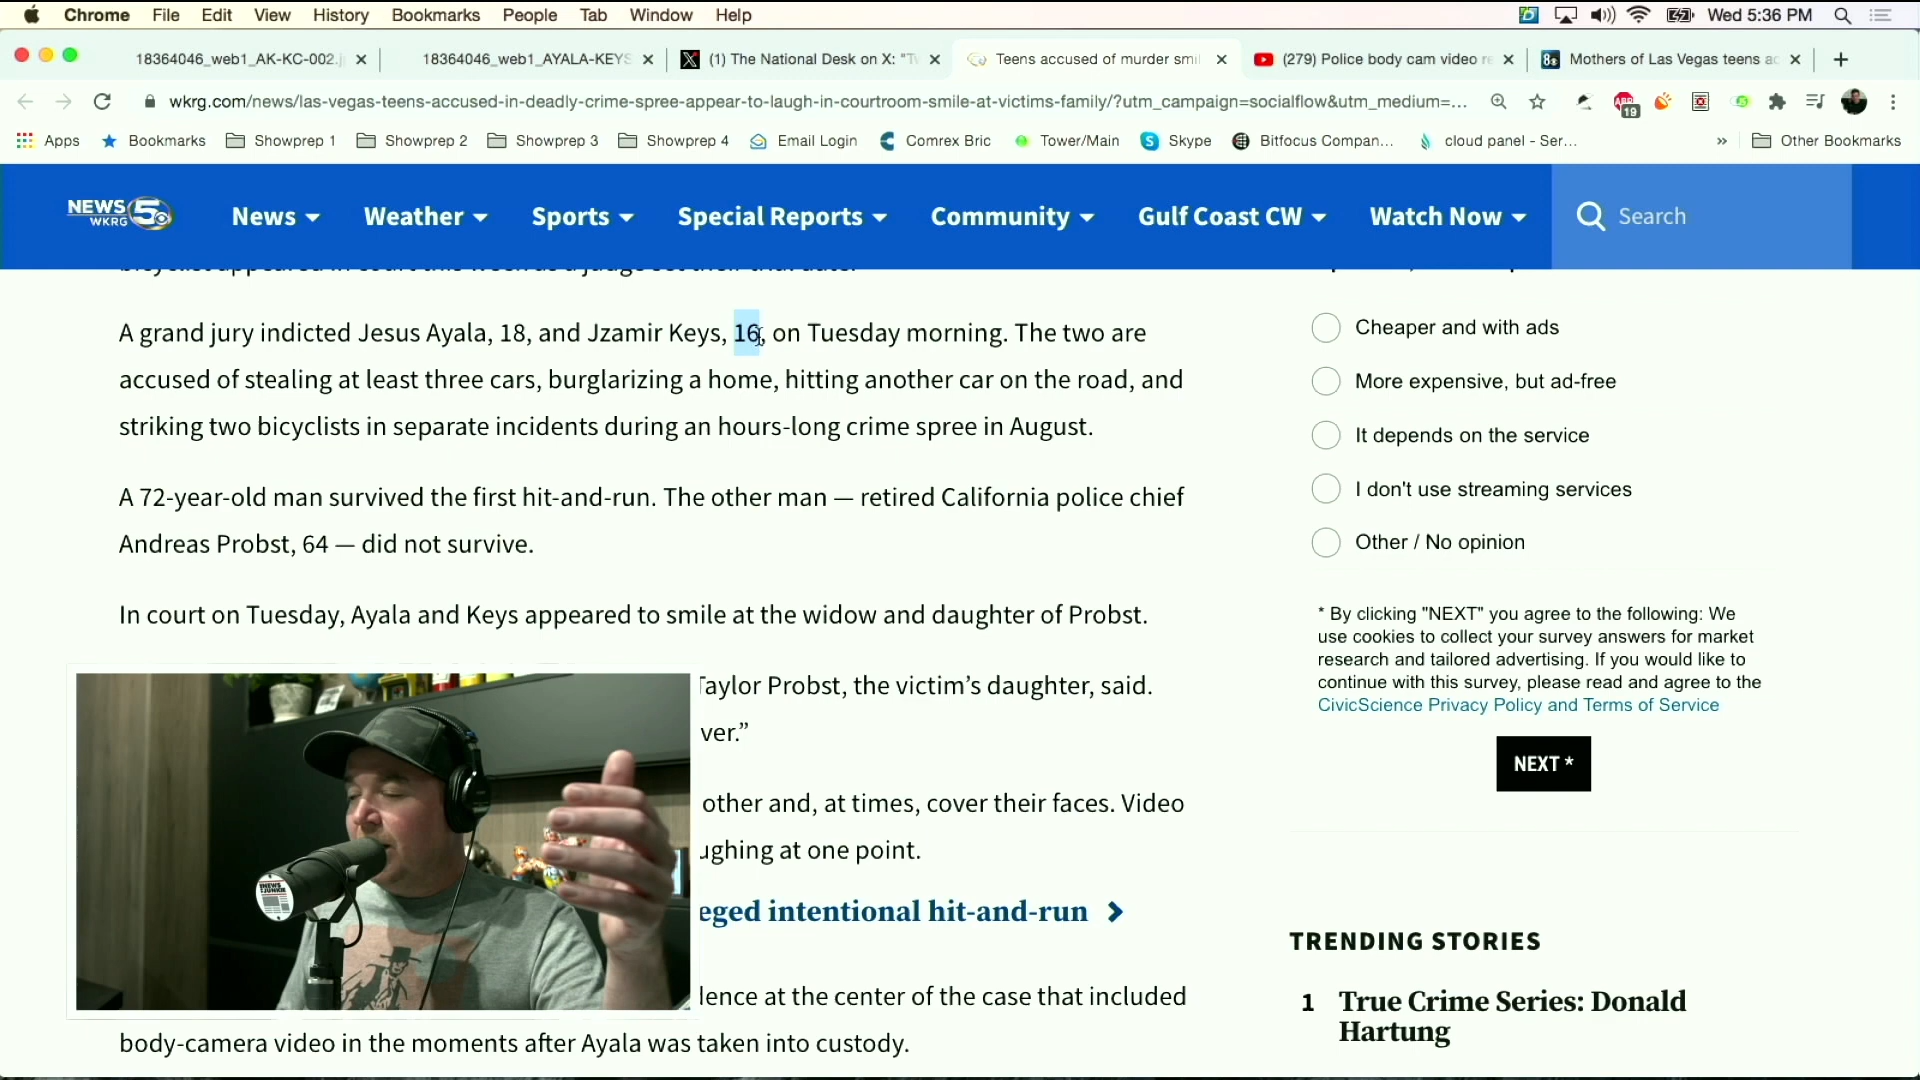 Chrome File Edit View History Bookmarks People Tab Window Help Wed 5:36 PM
18364046_web1_AK-KC-002.j 18364046_web1_AYALA-KEYS (1) The National Desk on X: "Tw Teens accused of murder smil (279) Police body cam video re Mothers of Las Vegas teens ac
wkrg.com/news/las-vegas-teens-accused-in-deadly-crime-spree-appear-to-laugh-in-courtroom-smile-at-victims-family/?utm_campaign=socialflow&utm_medium=... 19
Apps Bookmarks Showprep 1 Showprep 2 Showprep 3 Showprep 4 Email Login Comrex Bric Tower/Main Skype Bitfocus Compan... cloud panel - Ser... » Other Bookmarks
NEWS 5 WKRG News Weather Sports Special Reports Community Gulf Coast CW Watch Now Search
A grand jury indicted Jesus Ayala, 18, and Jzamir Keys, 16, on Tuesday morning. The two are
accused of stealing at least three cars, burglarizing a home, hitting another car on the road, and
striking two bicyclists in separate incidents during an hours-long crime spree in August.
A 72-year-old man survived the first hit-and-run. The other man — retired California police chief
Andreas Probst, 64 — did not survive.
In court on Tuesday, Ayala and Keys appeared to smile at the widow and daughter of Probst.
Taylor Probst, the victim's daughter, said.
ver.”
other and, at times, cover their faces. Video
ughing at one point.
eged intentional hit-and-run
lence at the center of the case that included
body-camera video in the moments after Ayala was taken into custody.
THE NEWS JUNKIE
Cheaper and with ads
More expensive, but ad-free
It depends on the service
I don't use streaming services
Other / No opinion
* By clicking "NEXT" you agree to the following: We
use cookies to collect your survey answers for market
research and tailored advertising. If you would like to
continue with this survey, please read and agree to the
CivicScience Privacy Policy and Terms of Service
NEXT *
TRENDING STORIES
1 True Crime Series: Donald
Hartung